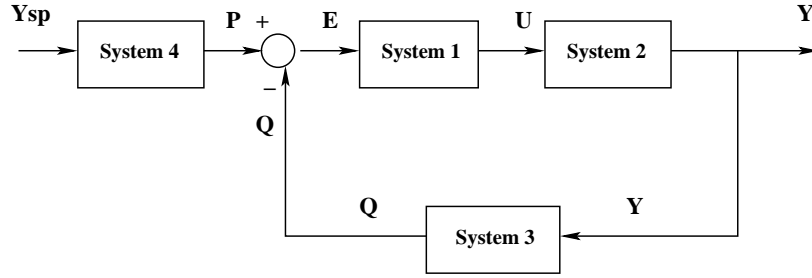 Ysp
System 4
P
+
E
System 1
U
System 2
Y
−
Q
Q
System 3
Y